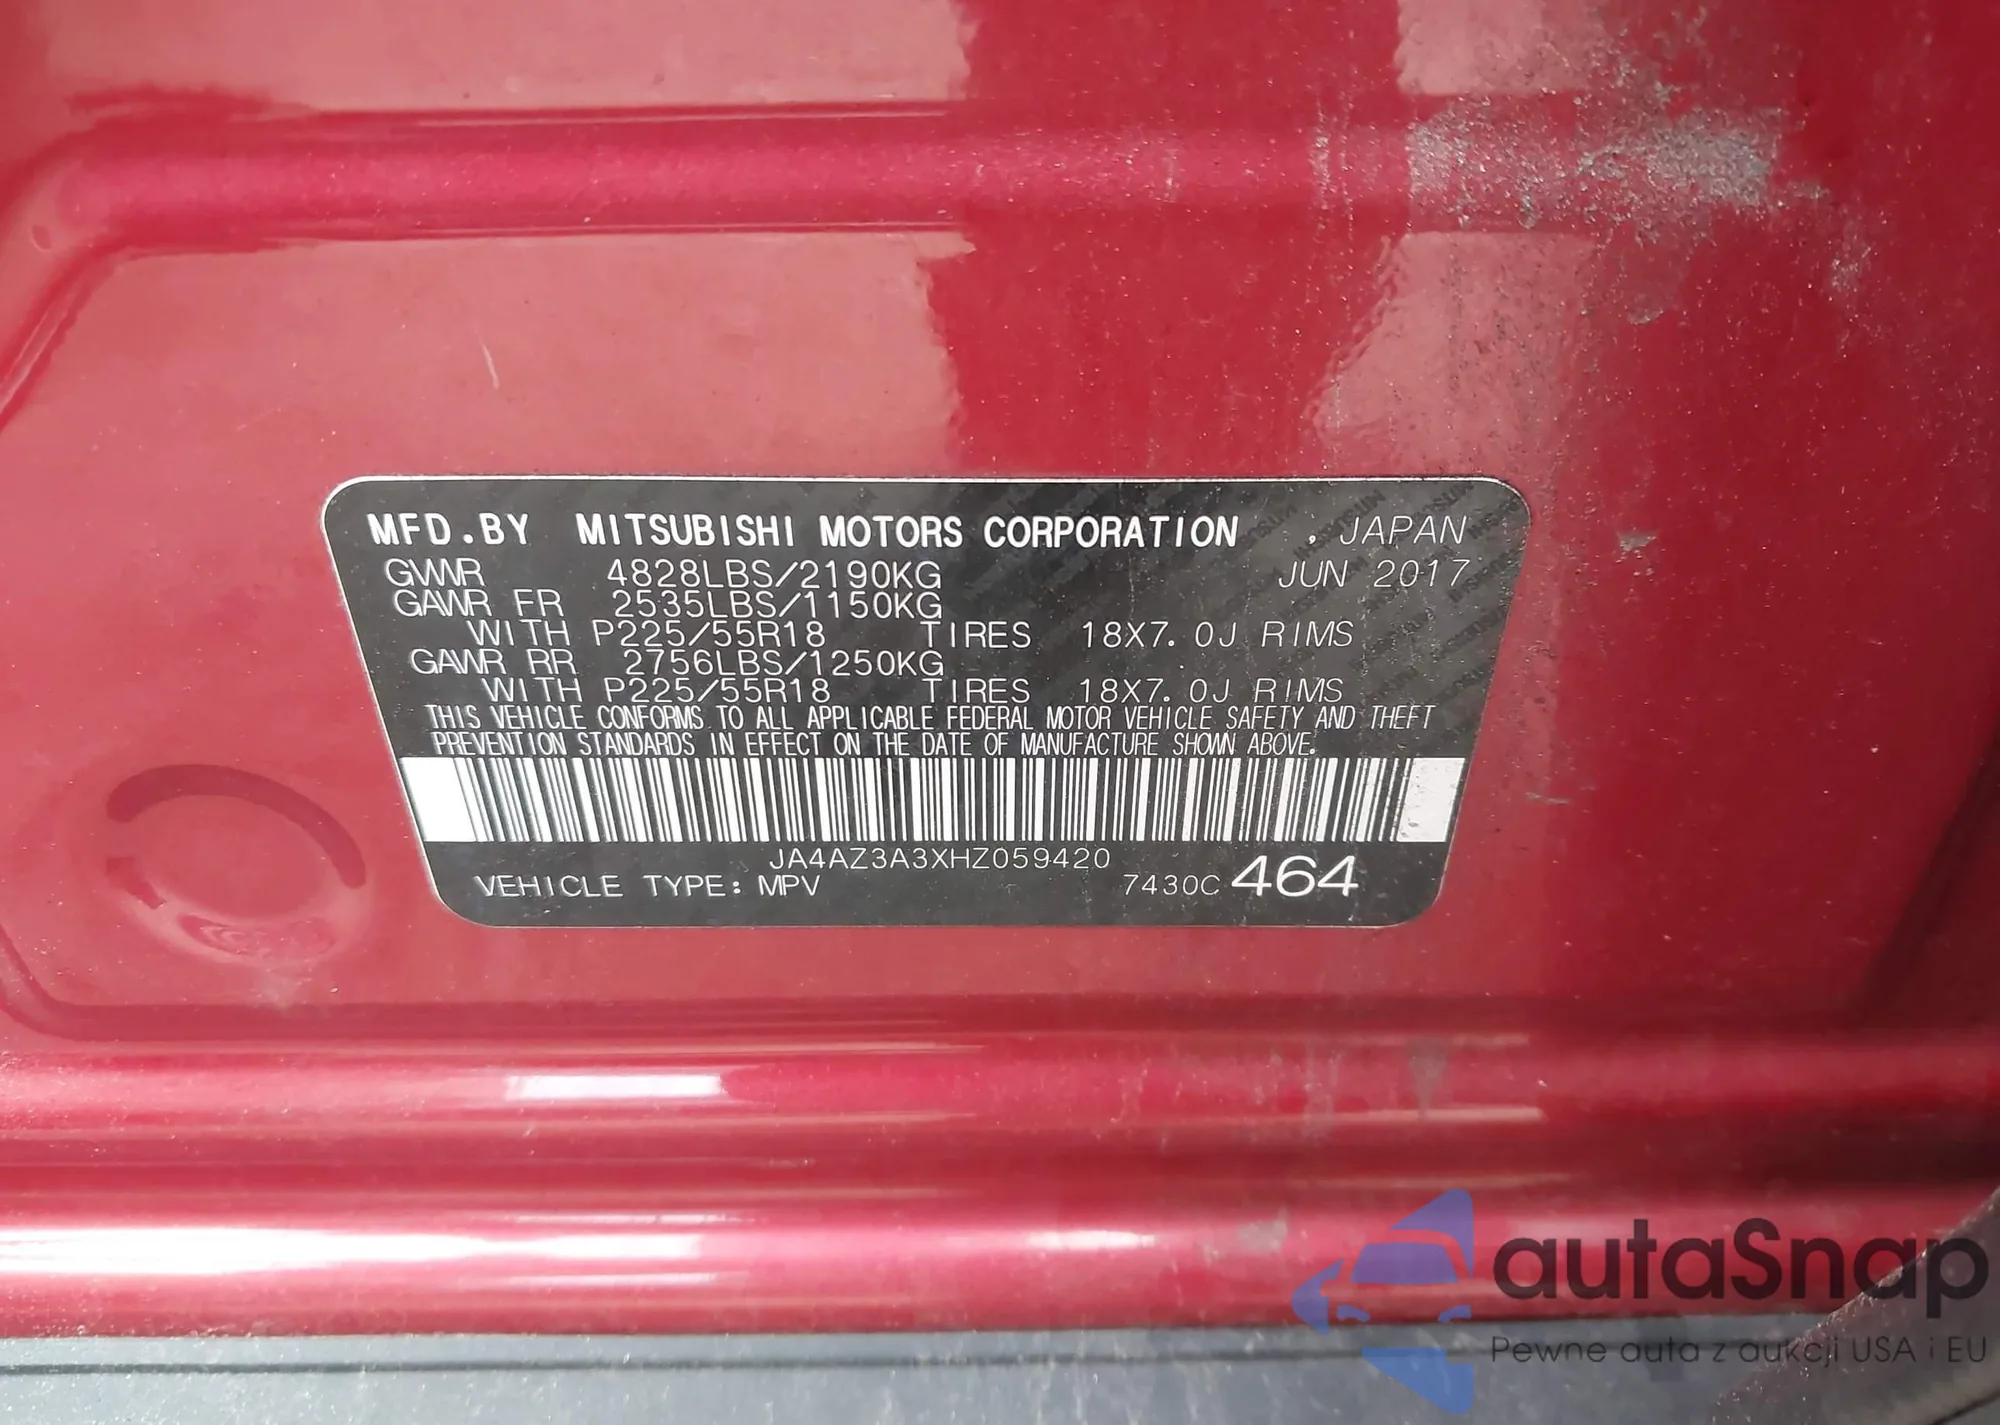 MFD.BY MITSUBISHI MOTORS CORPORATION , JAPAN
GVWR 4828LBS/2190KG JUN 2017
GAWR FR 2535LBS/1150KG
WITH P225/55R18 TIRES 18X7.0J RIMS
GAWR RR 2756LBS/1250KG
WITH P225/55R18 TIRES 18X7.0J RIMS
THIS VEHICLE CONFORMS TO ALL APPLICABLE FEDERAL MOTOR VEHICLE SAFETY AND THEFT
PREVENTION STANDARDS IN EFFECT ON THE DATE OF MANUFACTURE SHOWN ABOVE.
JA4AZ3A3XHZ059420
VEHICLE TYPE: MPV 7430C 464
autaSnap
Pewne auta z aukcji USA i EU